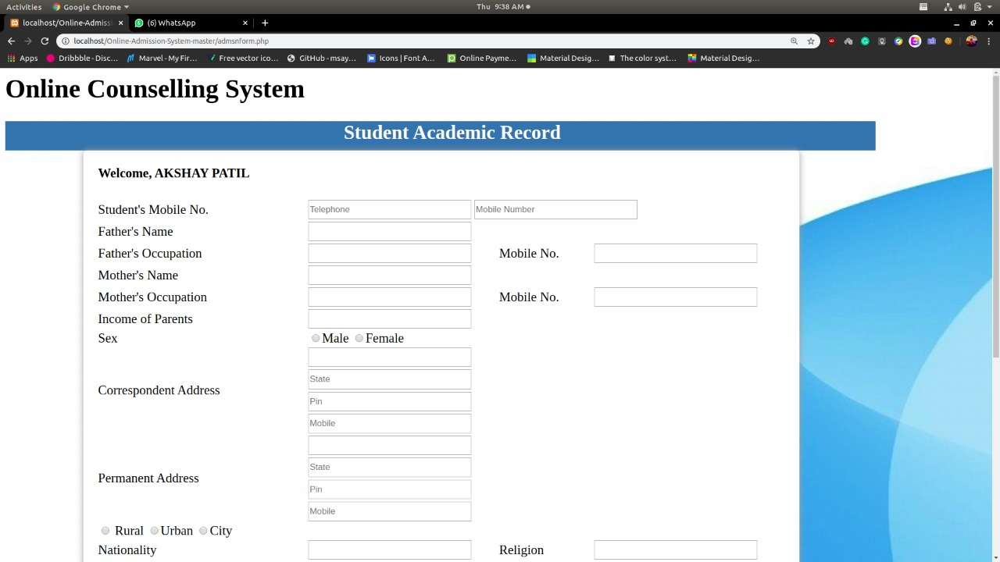 Activities Google Chrome Thu 9:38 AM
localhost/Online-Admiss (6) WhatsApp
localhost/Online-Admission-System-master/admsnform.php
Apps Dribbble - Disc… Marvel - My Fir… Free vector ico… GitHub - msay… Icons | Font A… Online Payme… Material Desig… The color syst… Material Desig…
Online Counselling System
Student Academic Record
Welcome, AKSHAY PATIL
Student's Mobile No. Telephone Mobile Number
Father's Name
Father's Occupation Mobile No.
Mother's Name
Mother's Occupation Mobile No.
Income of Parents
Sex Male Female
State
Correspondent Address
Pin
Mobile
State
Permanent Address
Pin
Mobile
Rural Urban City
Nationality Religion